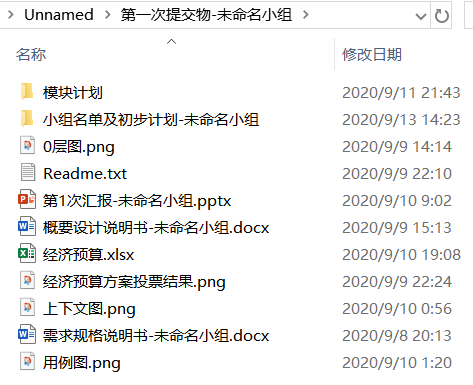 Unnamed > 第一次提交物-未命名小组 >
名称 修改日期
模块计划 2020/9/11 21:43
小组名单及初步计划-未命名小组 2020/9/13 14:23
0层图.png 2020/9/9 14:14
Readme.txt 2020/9/9 22:10
第1次汇报-未命名小组.pptx 2020/9/10 9:02
概要设计说明书-未命名小组.docx 2020/9/9 15:13
经济预算.xlsx 2020/9/10 19:08
经济预算方案投票结果.png 2020/9/9 22:24
上下文图.png 2020/9/10 0:56
需求规格说明书-未命名小组.docx 2020/9/8 20:13
用例图.png 2020/9/10 1:20